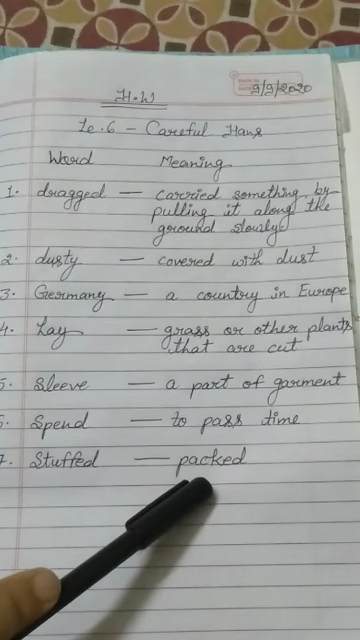 9/9/2020
H.W
Le. 6 - Careful Hans
Word Meaning
1. dragged — carried something by
pulling it along the
ground slowly
2. dusty — covered with dust
3. Germany — a country in Europe
4. Lay — grass or other plants
that are cut
5. Sleeve — a part of garment
6. Spend — to pass time
7. Stuffed — packed